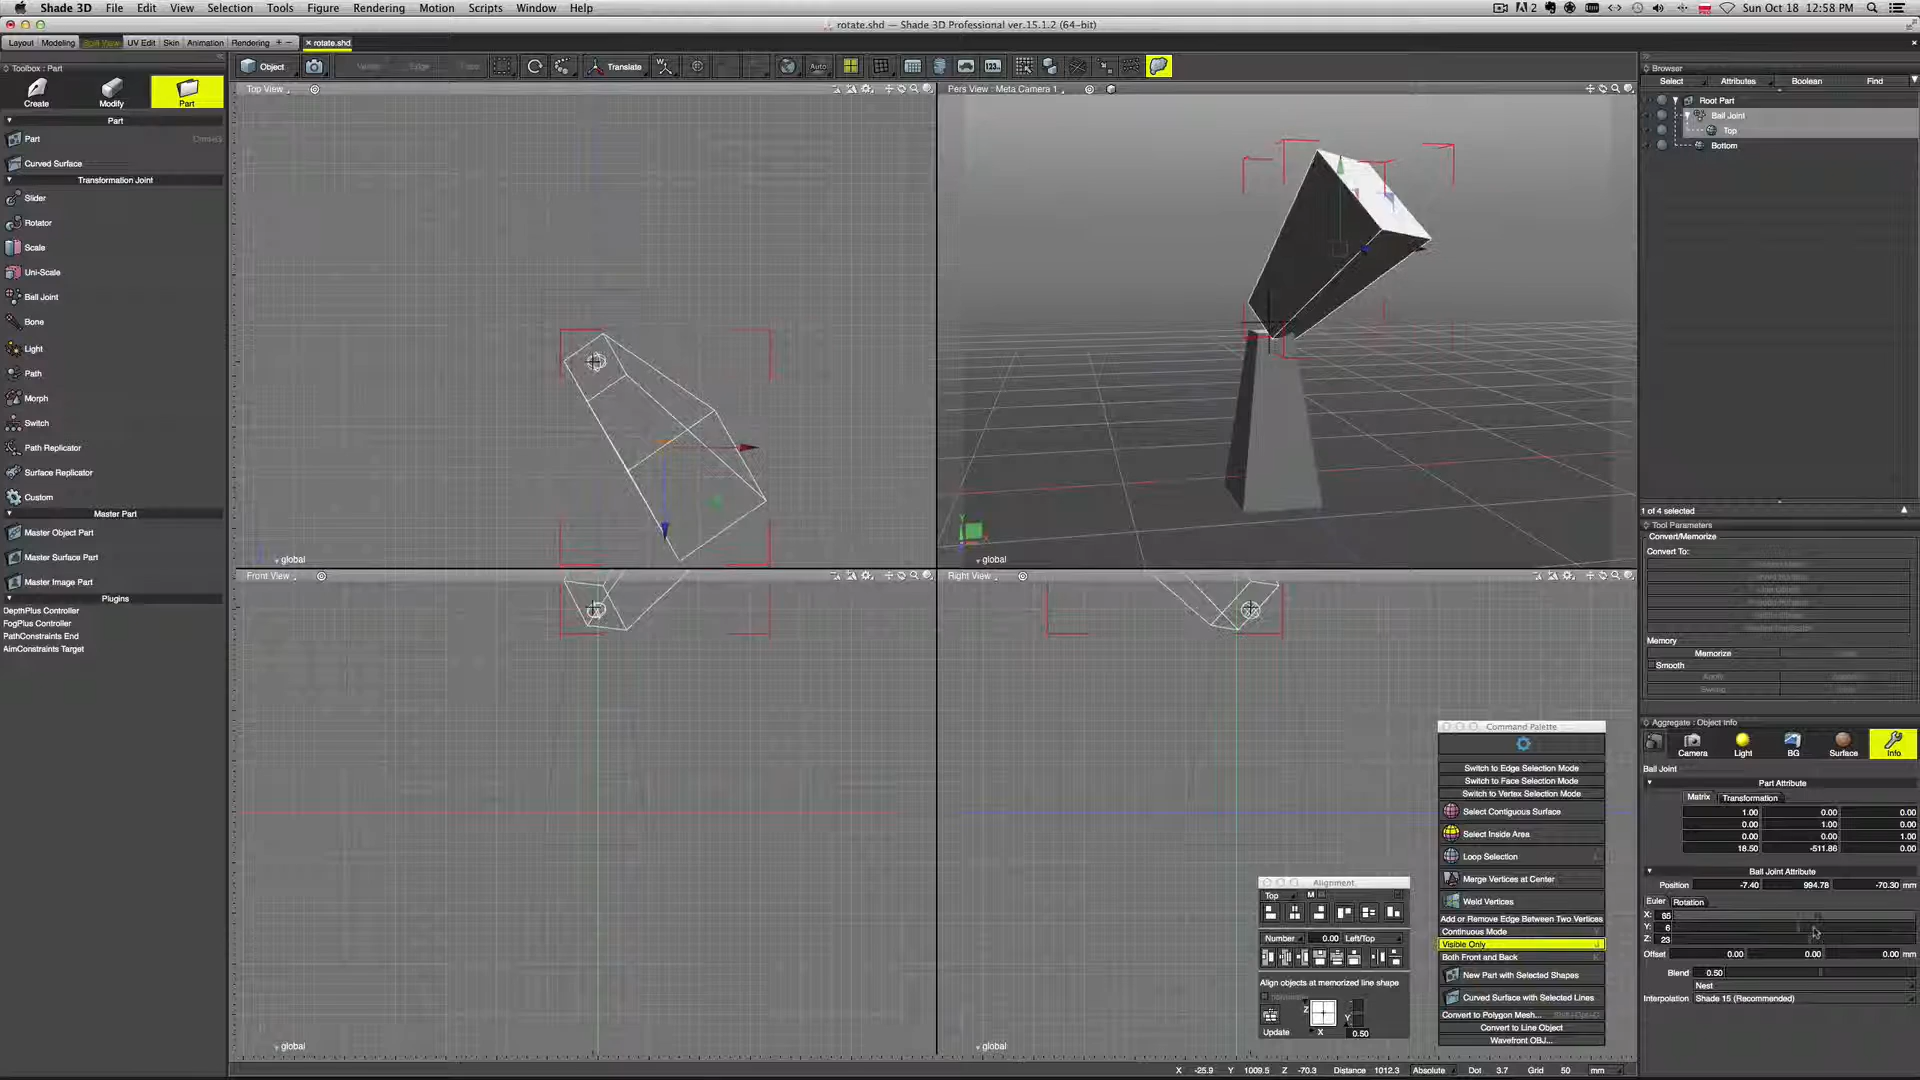 Shade 3D File Edit View Selection Tools Figure Rendering Motion Scripts Window Help
2 Sun Oct 18 12:58 PM
rotate.shd — Shade 3D Professional ver.15.1.2 (64-bit)
Layout Modeling UV Edit Skin Animation Rendering + −
× rotate.shd
Toolbox : Part
Object Translate Auto
Create Modify Part
Part
Part
Curved Surface
Transformation Joint
Slider
Rotator
Scale
Uni-Scale
Ball Joint
Bone
Light
Path
Morph
Switch
Path Replicator
Surface Replicator
Custom
Master Part
Master Object Part
Master Surface Part
Master Image Part
Plugins
DepthPlus Controller
FogPlus Controller
PathConstraints End
AimConstraints Target
Top View
global
Pers View : Meta Camera 1
global
Front View
global
Right View
global
Command Palette
Switch to Edge Selection Mode
Switch to Face Selection Mode
Switch to Vertex Selection Mode
Select Contiguous Surface
Select Inside Area
Loop Selection
Merge Vertices at Center
Weld Vertices
Add or Remove Edge Between Two Vertices
Continuous Mode
Visible Only
Both Front and Back
New Part with Selected Shapes
Curved Surface with Selected Lines
Convert to Polygon Mesh...
Convert to Line Object
Wavefront OBJ...
Alignment
Top M
Number 0.00 Left/Top
Align objects at memorized line shape
Z
Y
Update X 0.50
Browser
Select Attributes Boolean Find
Root Part
Ball Joint
Top
Bottom
1 of 4 selected
Tool Parameters
Convert/Memorize
Convert To:
Memory
Memorize
Smooth
Aggregate : Object Info
Camera Light BG Surface Info
Ball Joint
Part Attribute
Matrix Transformation
1.00 0.00 0.00
0.00 1.00 0.00
0.00 0.00 1.00
18.50 -511.86 0.00
Ball Joint Attribute
Position -7.40 994.78 -70.30 mm
Euler Rotation
X: 65
Y: 6
Z: 23
Offset 0.00 0.00 0.00 mm
Blend 0.50
Nest
Interpolation Shade 15 (Recommended)
X -25.9 Y 1009.5 Z -70.3 Distance 1012.3 Absolute Dot 3.7 Grid 50 mm